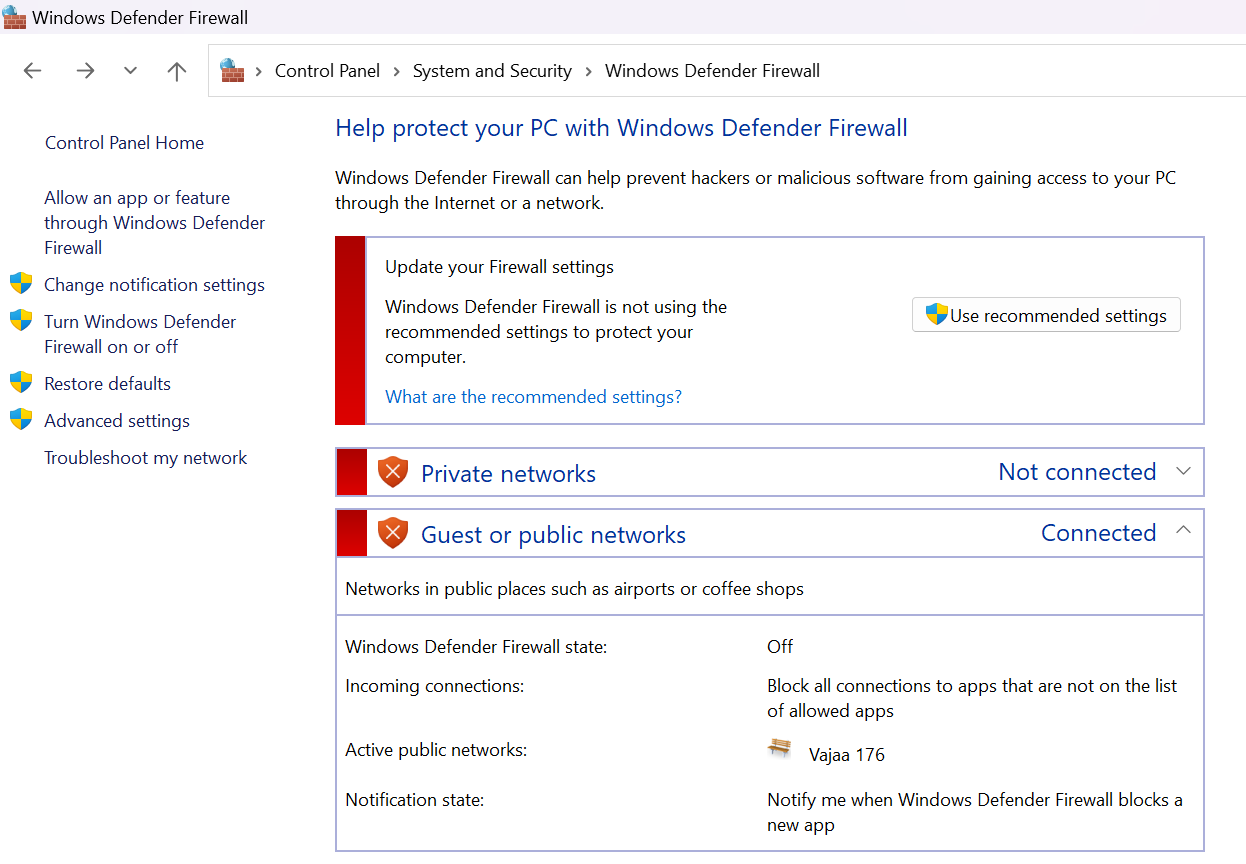 Windows Defender Firewall
Control Panel > System and Security > Windows Defender Firewall
Control Panel Home
Allow an app or feature
through Windows Defender
Firewall
Change notification settings
Turn Windows Defender
Firewall on or off
Restore defaults
Advanced settings
Troubleshoot my network
Help protect your PC with Windows Defender Firewall
Windows Defender Firewall can help prevent hackers or malicious software from gaining access to your PC
through the Internet or a network.
Update your Firewall settings
Windows Defender Firewall is not using the
recommended settings to protect your
computer.
Use recommended settings
What are the recommended settings?
Private networks Not connected
Guest or public networks Connected
Networks in public places such as airports or coffee shops
Windows Defender Firewall state: Off
Incoming connections: Block all connections to apps that are not on the list
of allowed apps
Active public networks: Vajaa 176
Notification state: Notify me when Windows Defender Firewall blocks a
new app